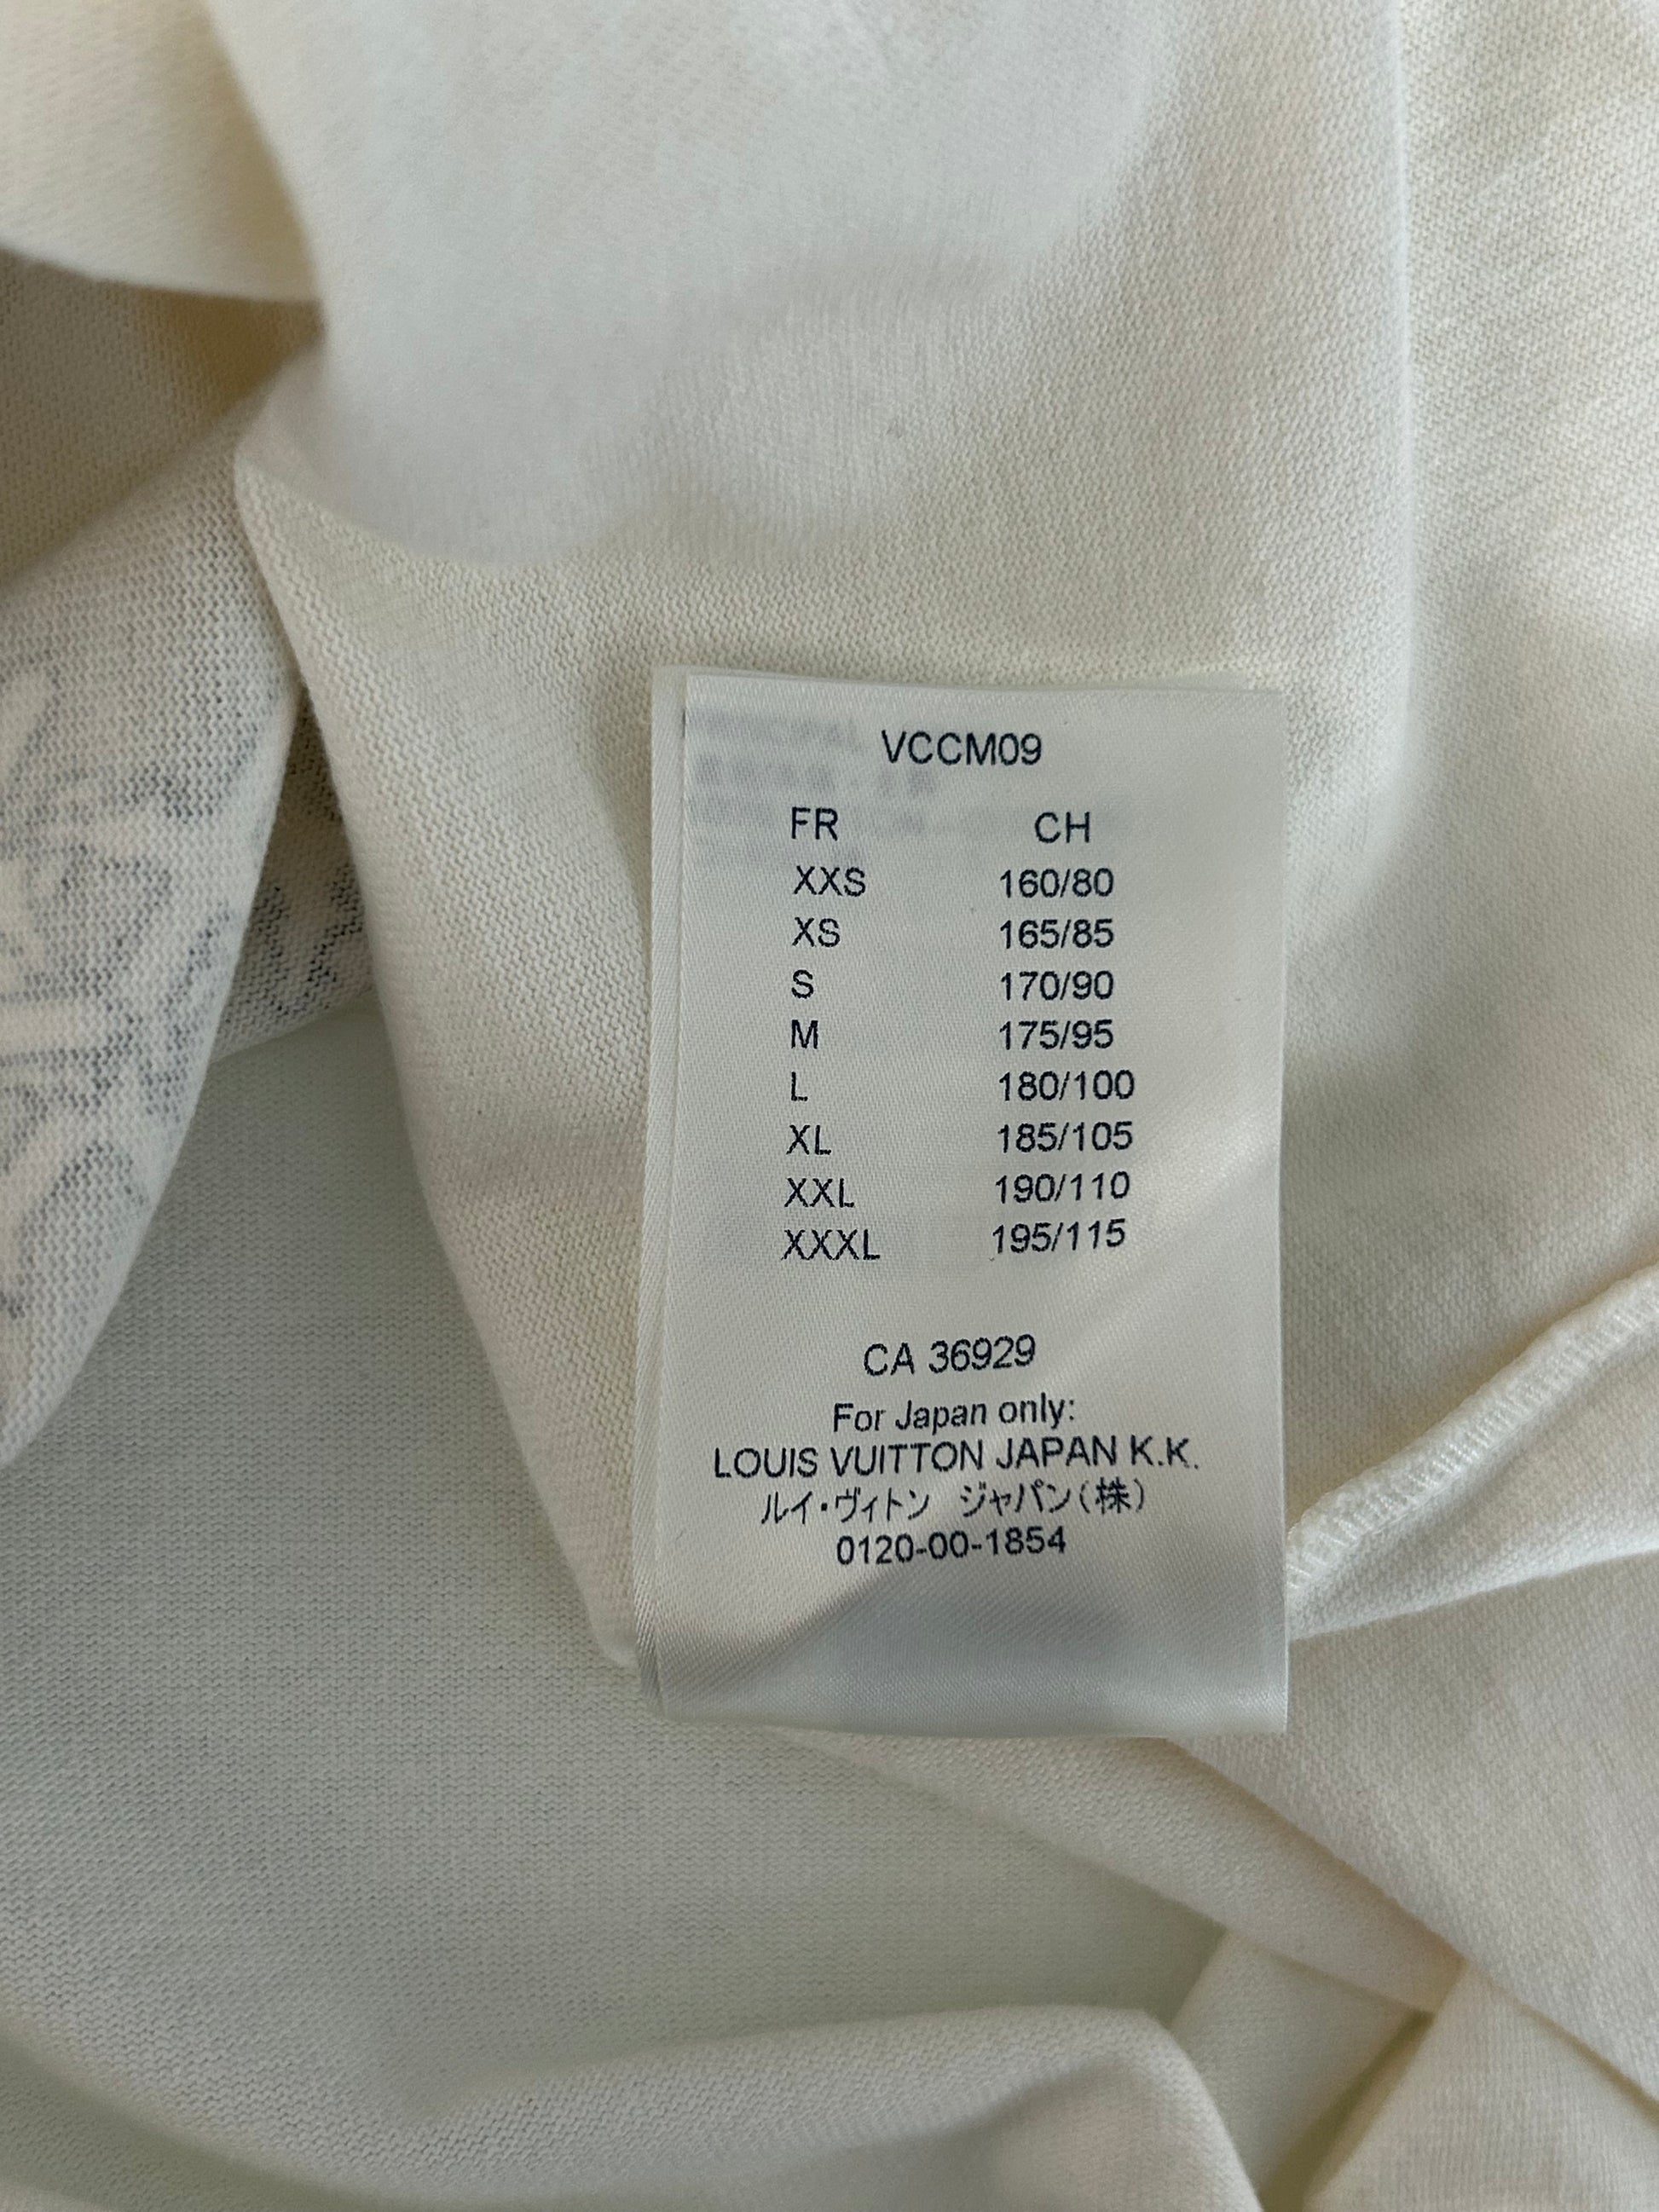 VCCM09
FR CH
XXS 160/80
XS 165/85
S 170/90
M 175/95
L 180/100
XL 185/105
XXL 190/110
XXXL 195/115
CA 36929
For Japan only:
LOUIS VUITTON JAPAN K.K.
ルイ・ヴィトン ジャパン(株)
0120-00-1854